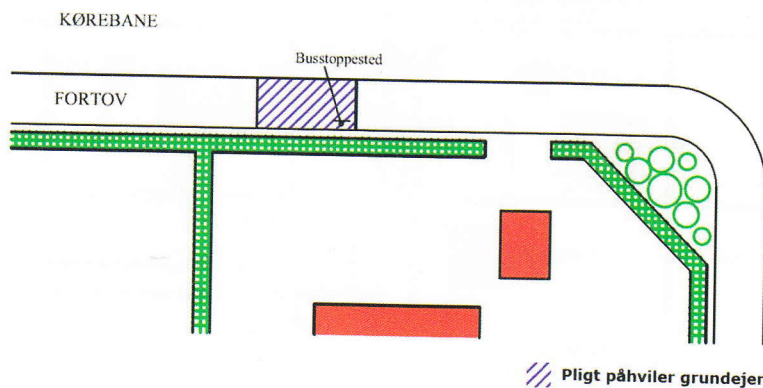 KØREBANE
Busstoppested
FORTOV
Pligt påhviler grundejer